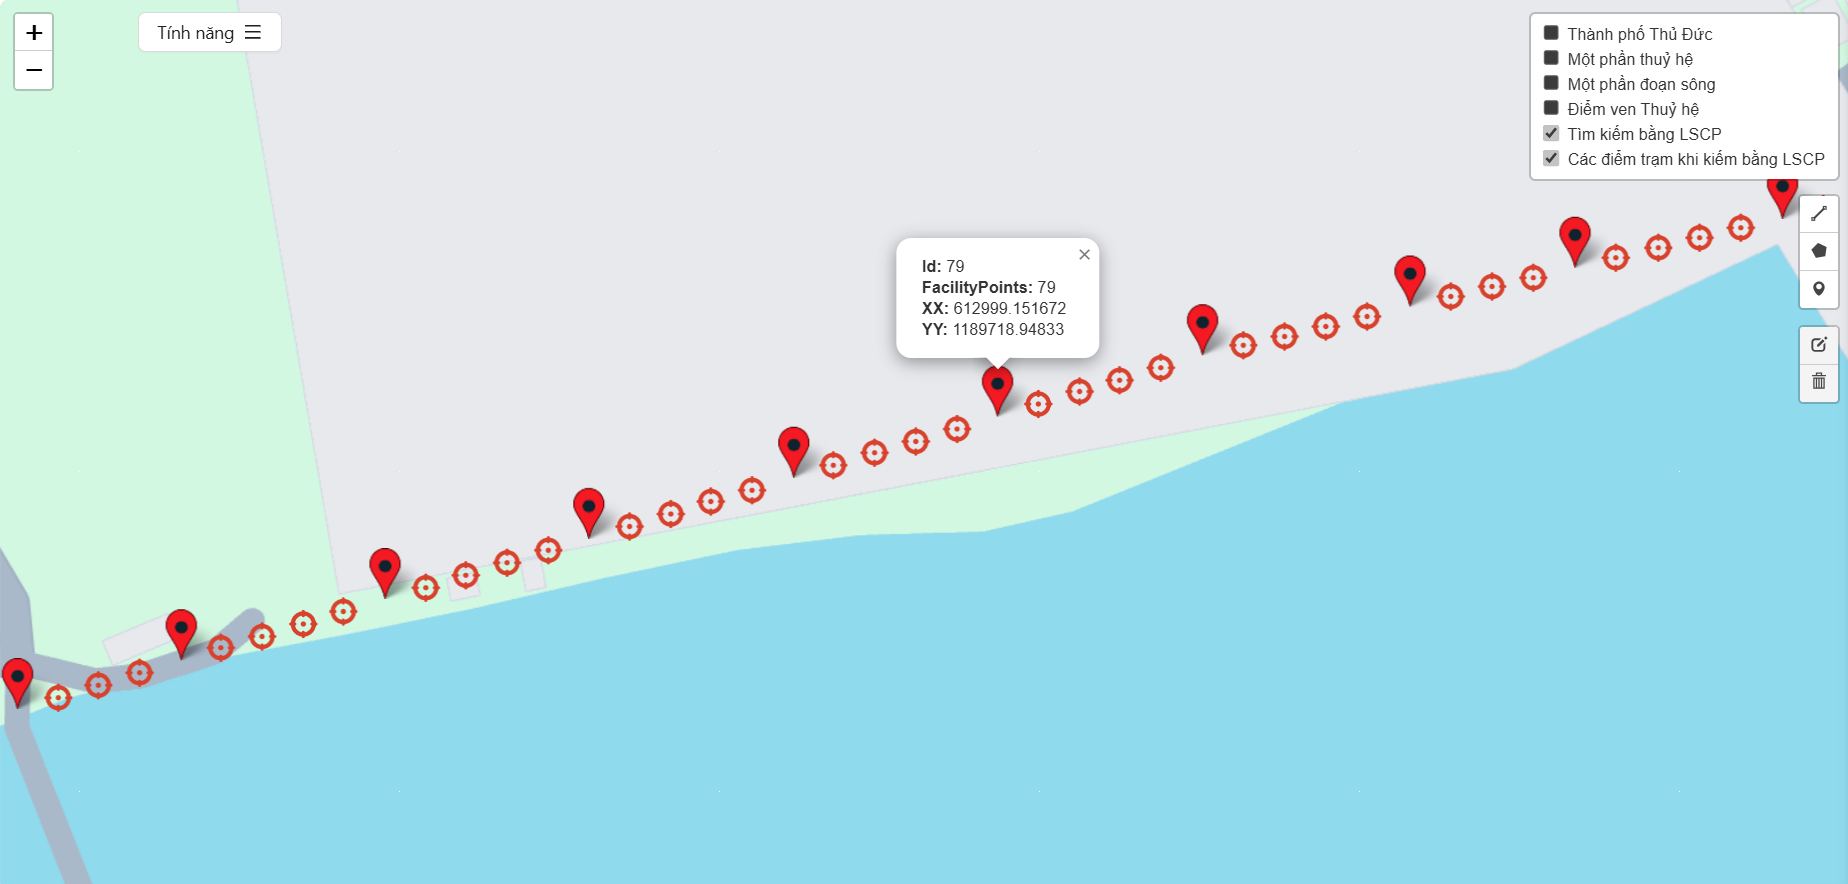 +
−
Tính năng ☰
Thành phố Thủ Đức
Một phần thuỷ hệ
Một phần đoạn sông
Điểm ven Thuỷ hệ
Tìm kiếm bằng LSCP
Các điểm trạm khi kiếm bằng LSCP
×
Id: 79
FacilityPoints: 79
XX: 612999.151672
YY: 1189718.94833